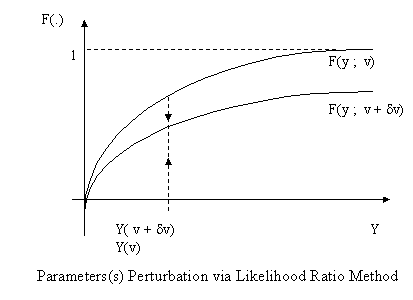 F(.)
1
F(y ; v)
F(y ; v + δv)
Y( v + δv)
Y(v)
Y
Parameters(s) Perturbation via Likelihood Ratio Method